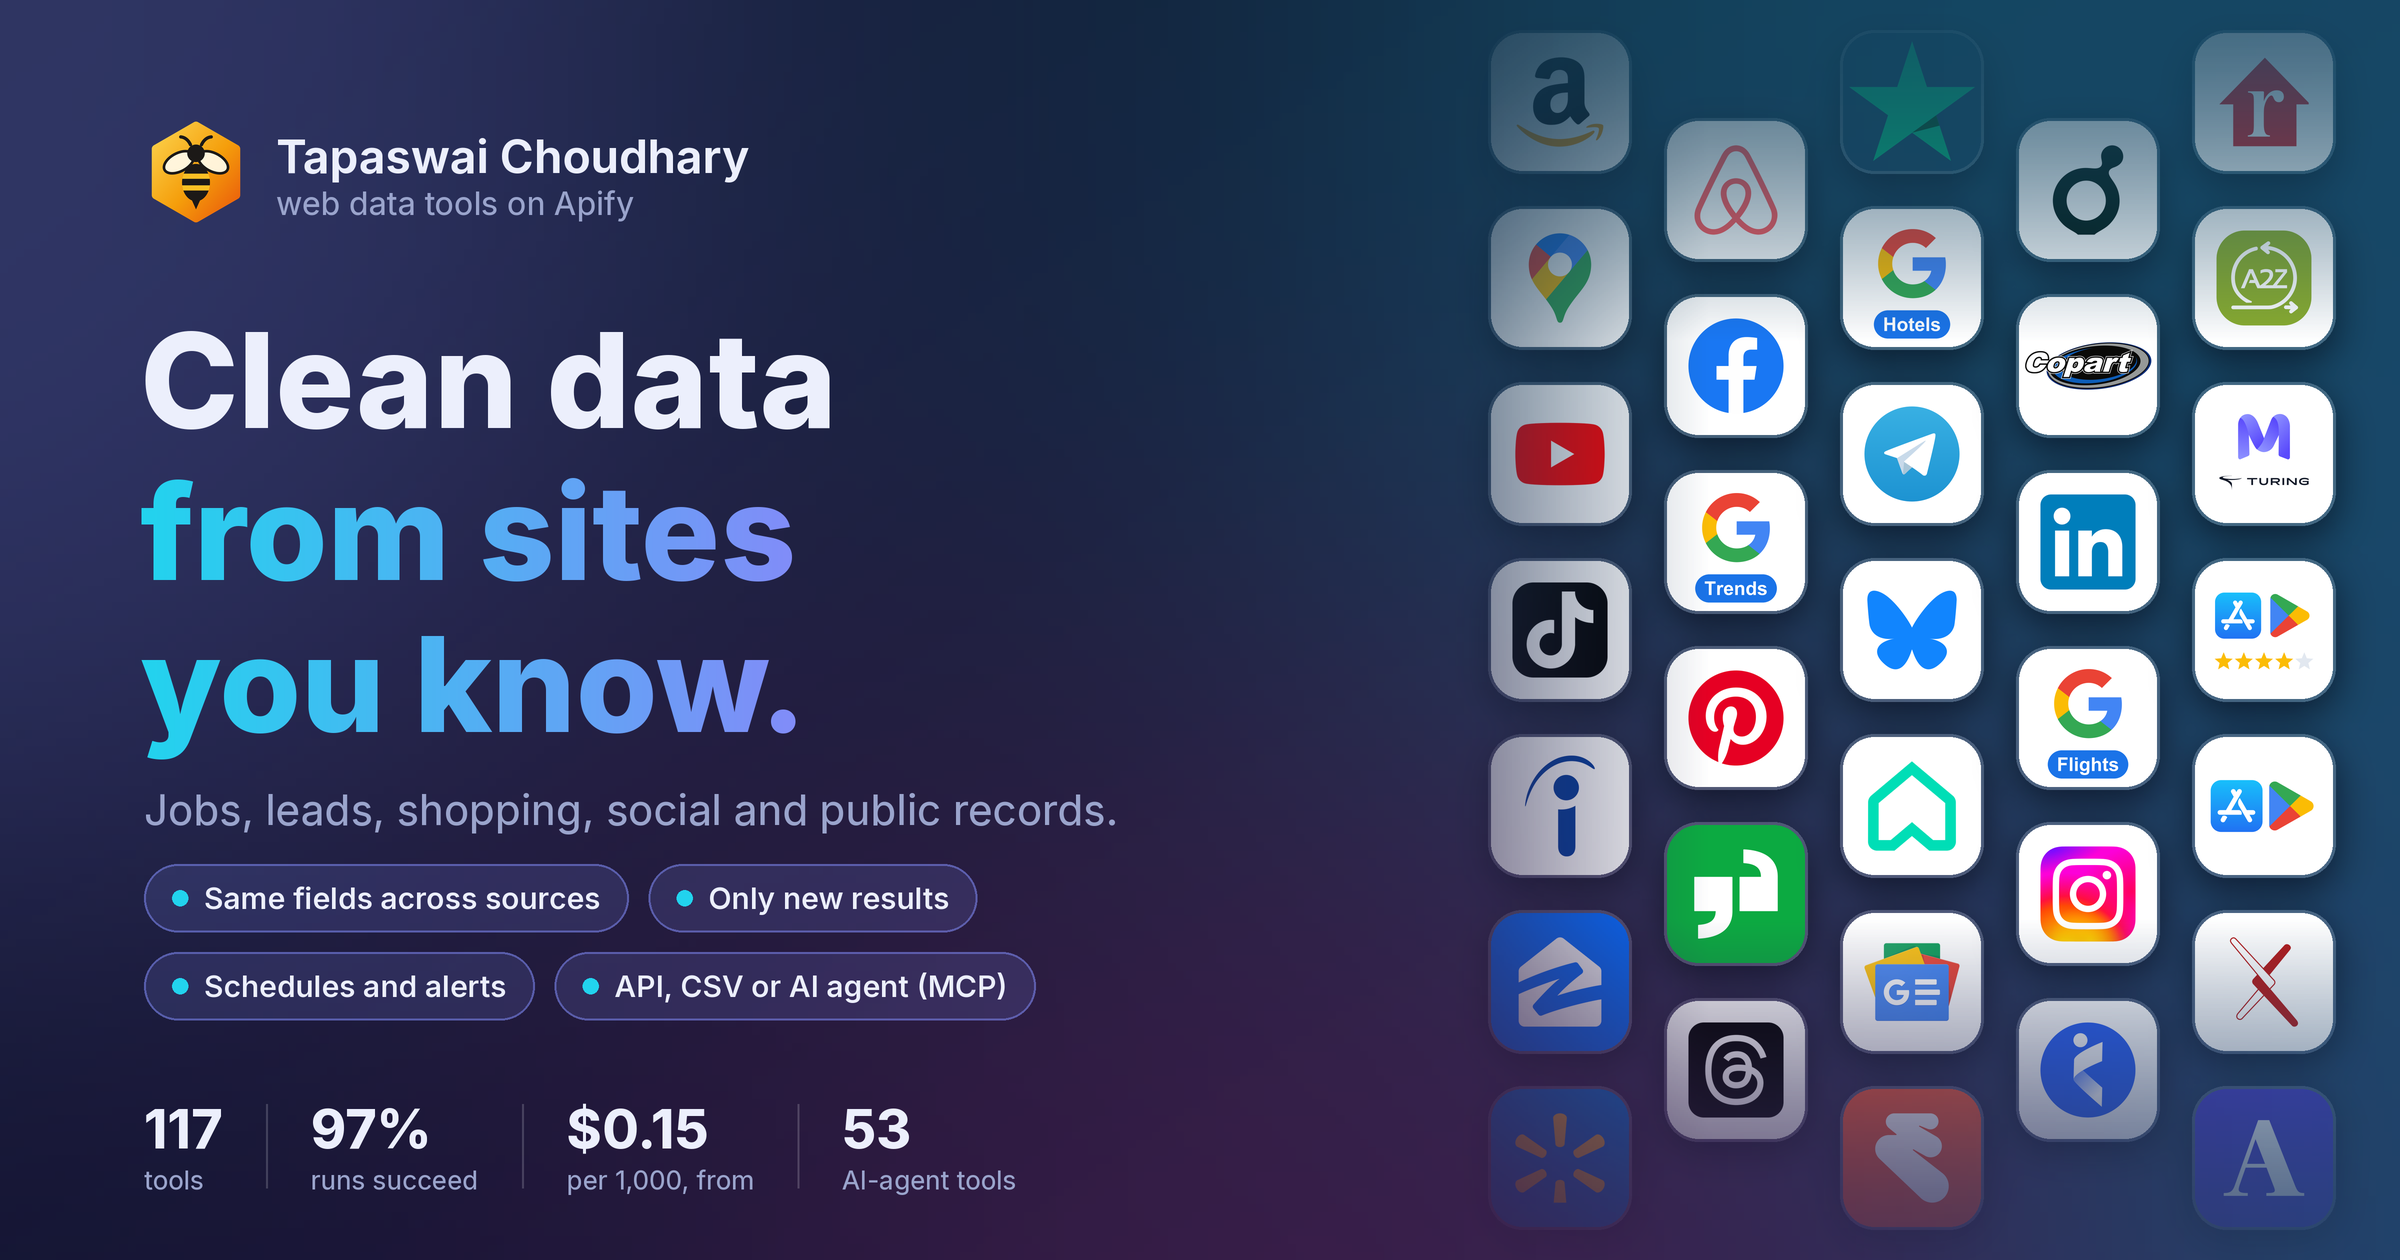 Tapaswai Choudhary
web data tools on Apify
Clean data
from sites
you know.
Jobs, leads, shopping, social and public records.
Same fields across sources
Only new results
Schedules and alerts
API, CSV or AI agent (MCP)
117
tools
97%
runs succeed
$0.15
per 1,000, from
53
AI-agent tools
a
r
Hotels
A2Z
Copart
TURING
Trends
in
Flights
A